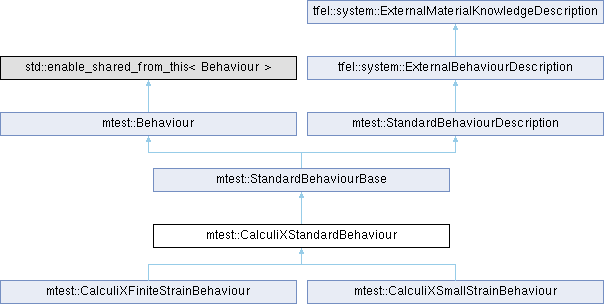 tfel::system::ExternalMaterialKnowledgeDescription
std::enable_shared_from_this< Behaviour >
tfel::system::ExternalBehaviourDescription
mtest::Behaviour
mtest::StandardBehaviourDescription
mtest::StandardBehaviourBase
mtest::CalculiXStandardBehaviour
mtest::CalculiXFiniteStrainBehaviour
mtest::CalculiXSmallStrainBehaviour